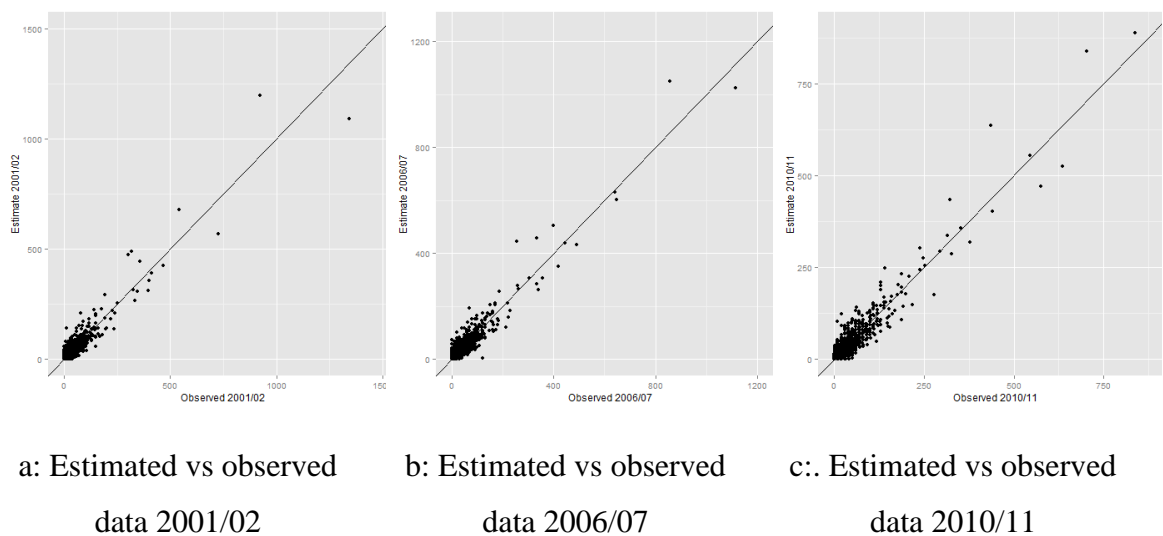 1500
1000
500
0
Estimate 2001/02
0
500
1000
150
Observed 2001/02
1200
800
400
0
Estimate 2006/07
0
400
800
1200
Observed 2006/07
750
500
250
0
Estimate 2010/11
0
250
500
750
Observed 2010/11
a: Estimated vs observed
data 2001/02
b: Estimated vs observed
data 2006/07
c:. Estimated vs observed
data 2010/11